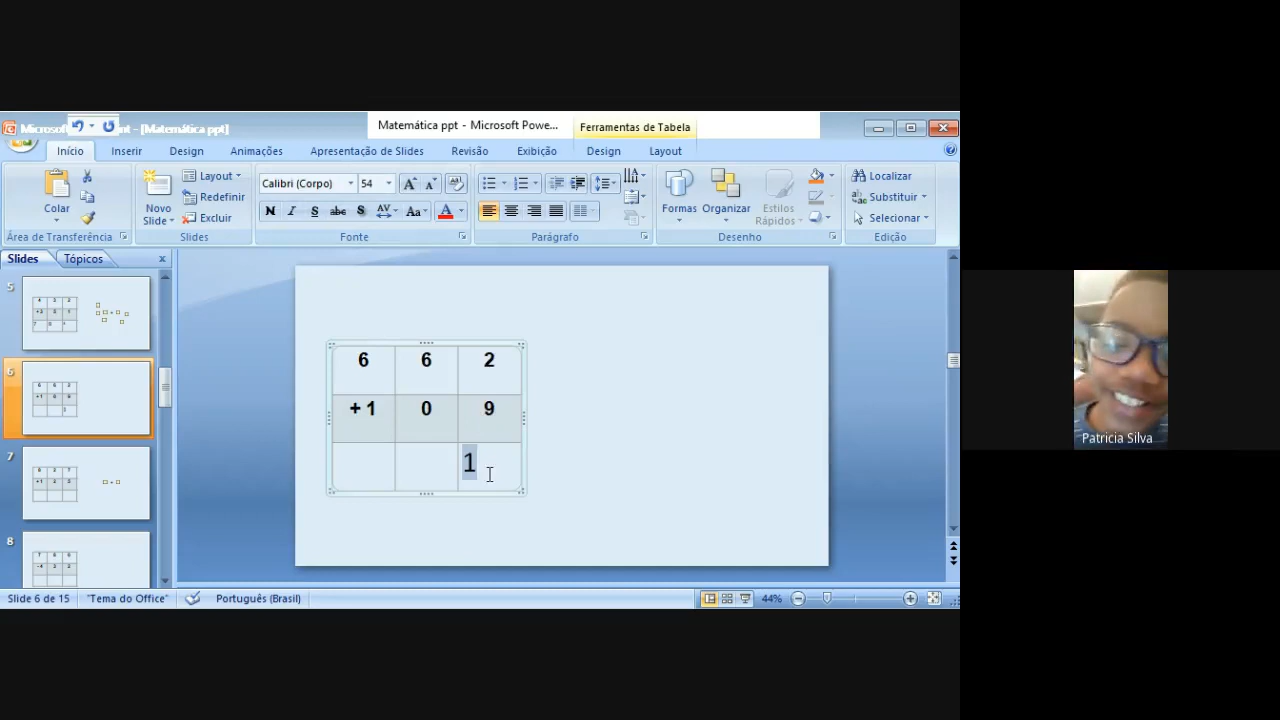 Matemática ppt - Microsoft Powe...
Ferramentas de Tabela
Início Inserir Design Animações Apresentação de Slides Revisão Exibição Design Layout
Colar
Área de Transferência
Novo
Slide
Layout
Redefinir
Excluir
Slides
Calibri (Corpo) 54
N I S abc AV Aa A
Fonte
Parágrafo
Formas
Organizar
Estilos
Rápidos
Desenho
Localizar
Substituir
Selecionar
Edição
Slides Tópicos x
5
6
7
8
6 6 2
+ 1 0 9
1
Patricia Silva
Slide 6 de 15 "Tema do Office" Português (Brasil) 44%